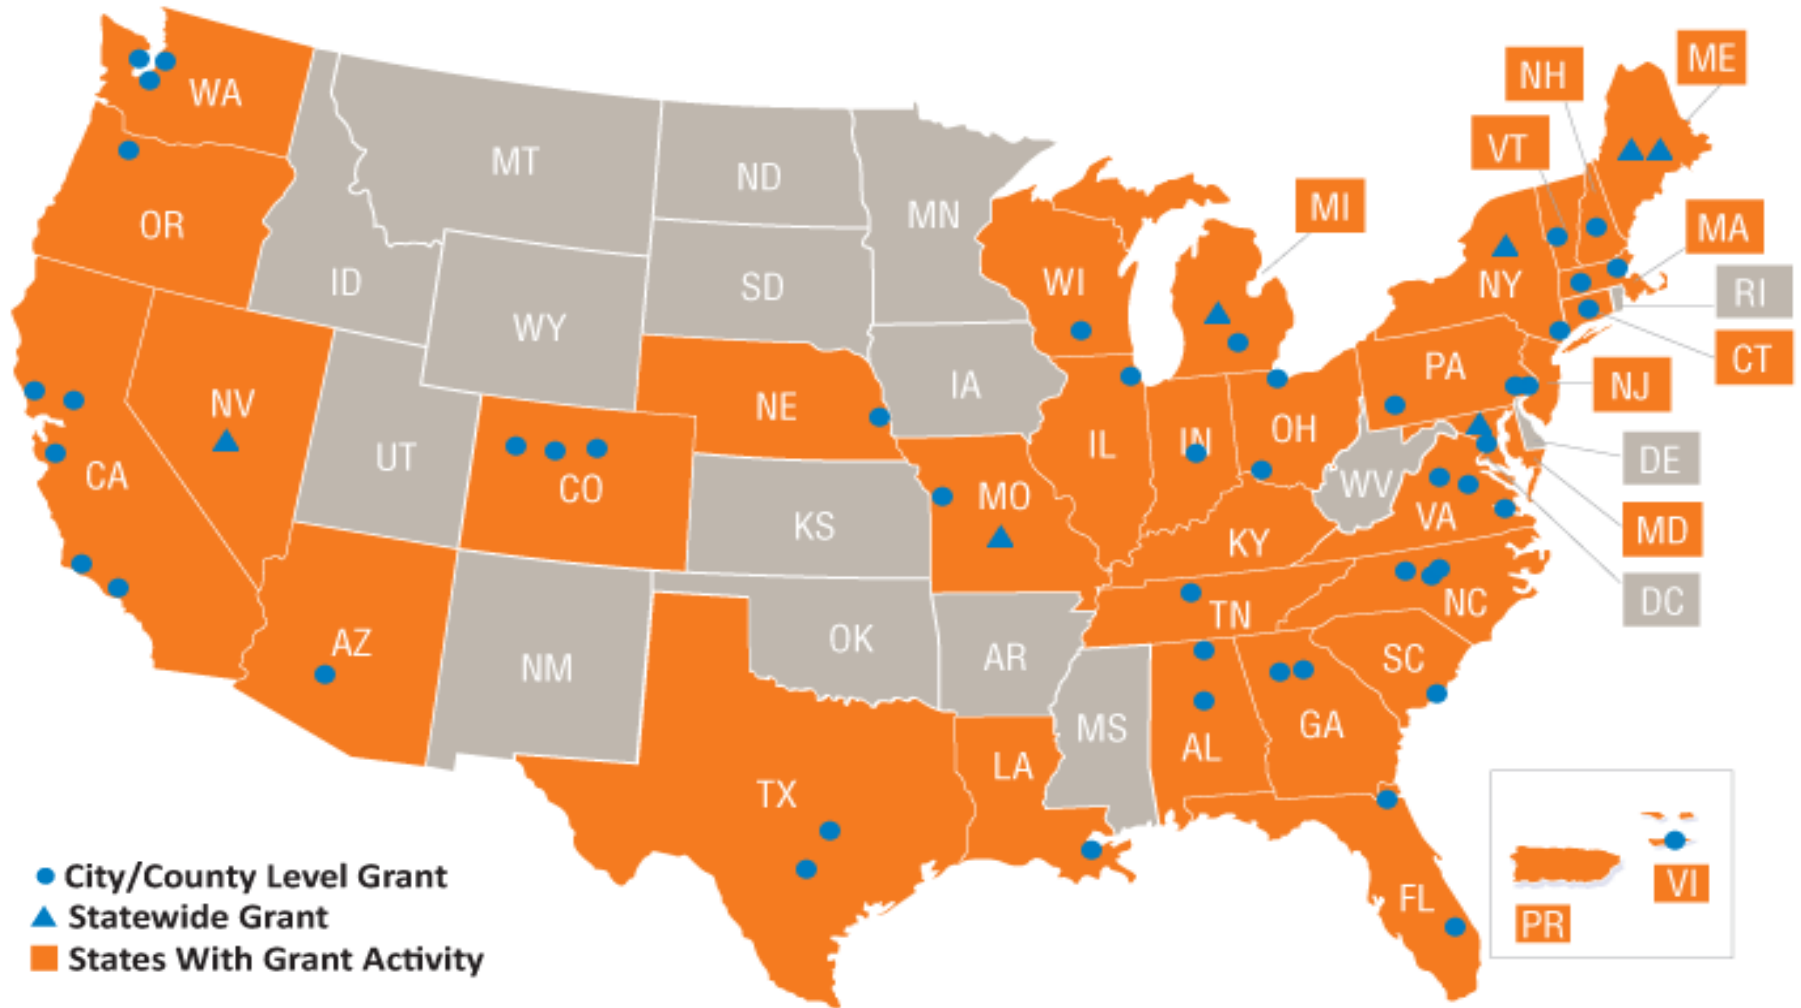 ME
NH
WA
VT
MT
ND
MI
OR
MN
MA
WI
NY
RI
ID
SD
WY
CT
PA
NV
NE
IA
NJ
IL
IN
OH
UT
DE
CA
CO
WV
MO
KS
VA
MD
KY
DC
NC
TN
AZ
OK
AR
SC
NM
MS
GA
AL
LA
TX
City/County Level Grant
VI
FL
Statewide Grant
PR
States With Grant Activity